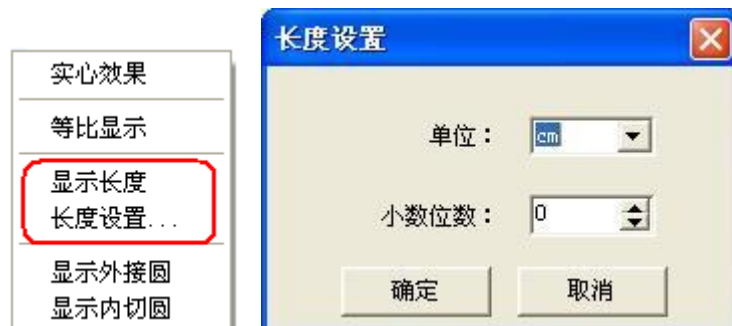 实心效果
等比显示
显示长度
长度设置...
显示外接圆
显示内切圆
长度设置
单位：
cm
小数位数：
0
确定
取消